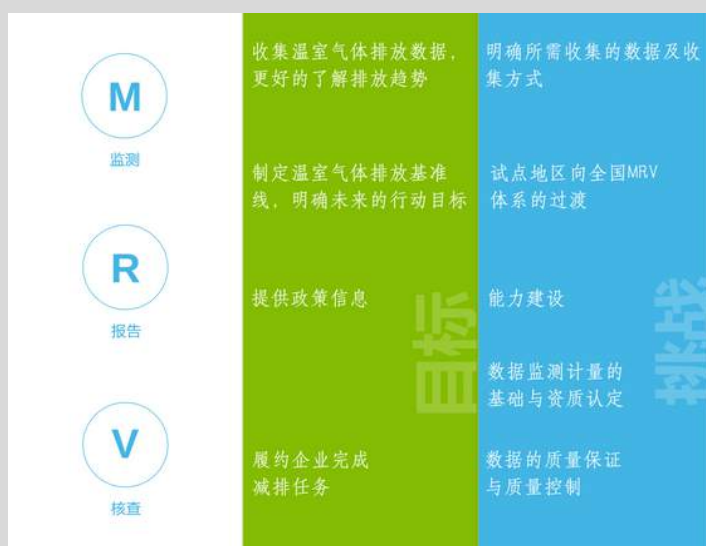 M
监测
R
报告
V
核查
收集温室气体排放数据，
更好的了解排放趋势
制定温室气体排放基准
线，明确未来的行动目标
提供政策信息
履约企业完成
减排任务
目标
明确所需收集的数据及收
集方式
试点地区向全国MRV
体系的过渡
能力建设
数据监测计量的
基础与资质认定
数据的质量保证
与质量控制
挑战